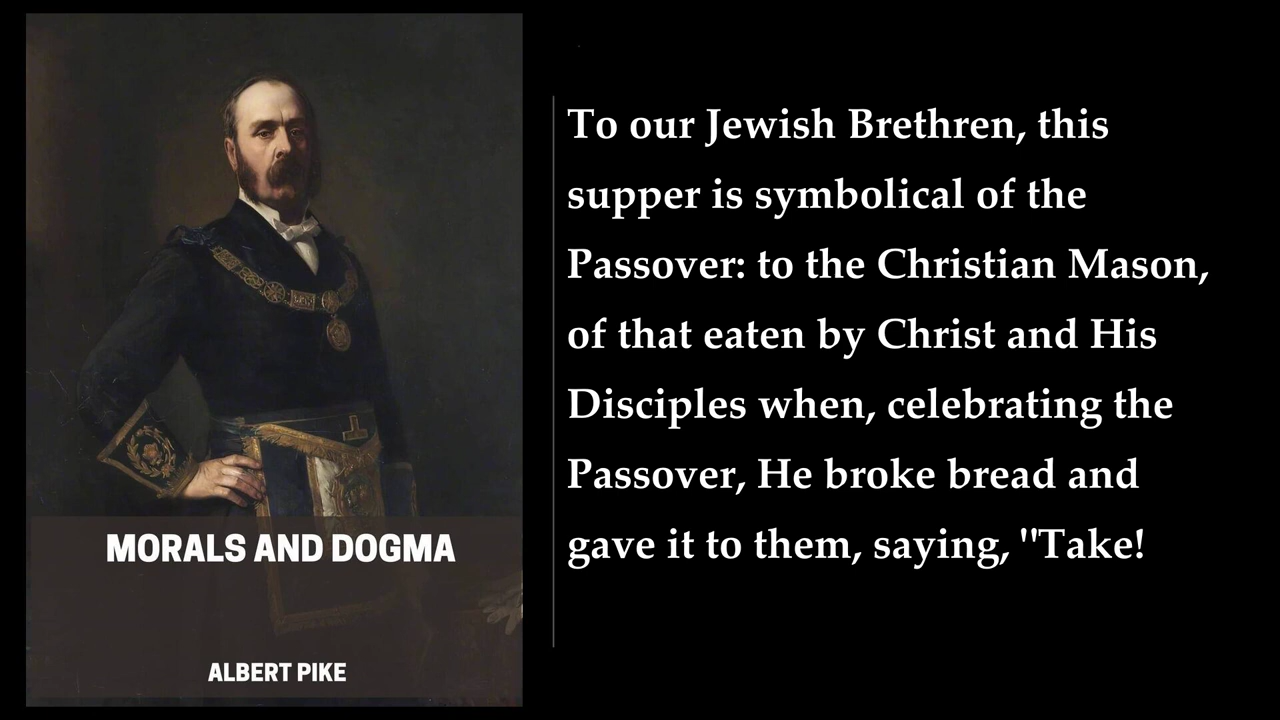 MORALS AND DOGMA
ALBERT PIKE
To our Jewish Brethren, this
supper is symbolical of the
Passover: to the Christian Mason,
of that eaten by Christ and His
Disciples when, celebrating the
Passover, He broke bread and
gave it to them, saying, "Take!